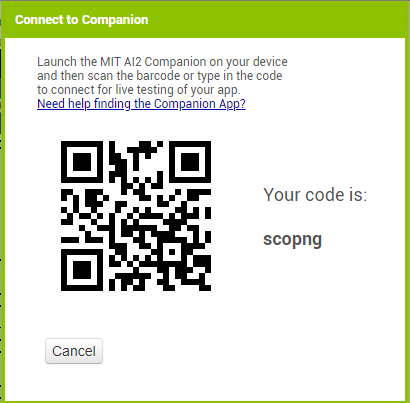 Connect to Companion
Launch the MIT AI2 Companion on your device
and then scan the barcode or type in the code
to connect for live testing of your app.
Need help finding the Companion App?
Your code is:
scopng
Cancel